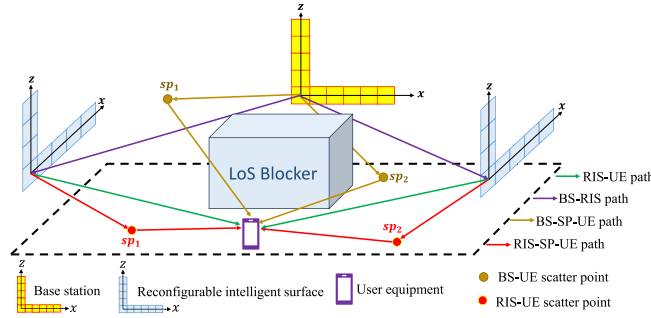 z
x
z
x
z
x
sp1
LoS Blocker
sp2
sp1
sp2
RIS-UE path
BS-RIS path
BS-SP-UE path
RIS-SP-UE path
z
x
Base station
z
x
Reconfigurable intelligent surface
User equipment
BS-UE scatter point
RIS-UE scatter point